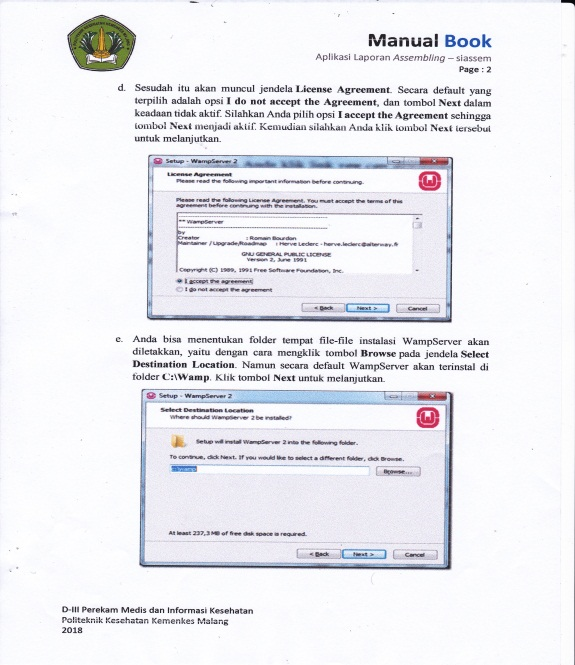 Manual Book
Aplikasi Laporan Assembling – siassem
Page : 2
d. Sesudah itu akan muncul jendela License Agreement. Secara default yang
terpilih adalah opsi I do not accept the Agreement, dan tombol Next dalam
keadaan tidak aktif. Silahkan Anda pilih opsi I accept the Agreement sehingga
tombol Next menjadi aktif. Kemudian silahkan Anda klik tombol Next tersebut
untuk melanjutkan.
Setup - WampServer 2
License Agreement
Please read the following important information before continuing.
Please read the following License Agreement. You must accept the terms of this
agreement before continuing with the installation.
** WampServer
by
Creator : Romain Bourdon
Maintainer / Upgrade/Roadmap : Herve Leclerc - herve.leclerc@alterway.fr
GNU GENERAL PUBLIC LICENSE
Version 2, June 1991
Copyright (C) 1989, 1991 Free Software Foundation, Inc.
I accept the agreement
I do not accept the agreement
< Back
Next >
Cancel
e. Anda bisa menentukan folder tempat file-file instalasi WampServer akan
diletakkan, yaitu dengan cara mengklik tombol Browse pada jendela Select
Destination Location. Namun secara default WampServer akan terinstal di
folder C:\Wamp. Klik tombol Next untuk melanjutkan.
Setup - WampServer 2
Select Destination Location
Where should WampServer 2 be installed?
Setup will install WampServer 2 into the following folder.
To continue, click Next. If you would like to select a different folder, click Browse.
c:\wamp
Browse...
At least 237,3 MB of free disk space is required.
< Back
Next >
Cancel
D-III Perekam Medis dan Informasi Kesehatan
Politeknik Kesehatan Kemenkes Malang
2018